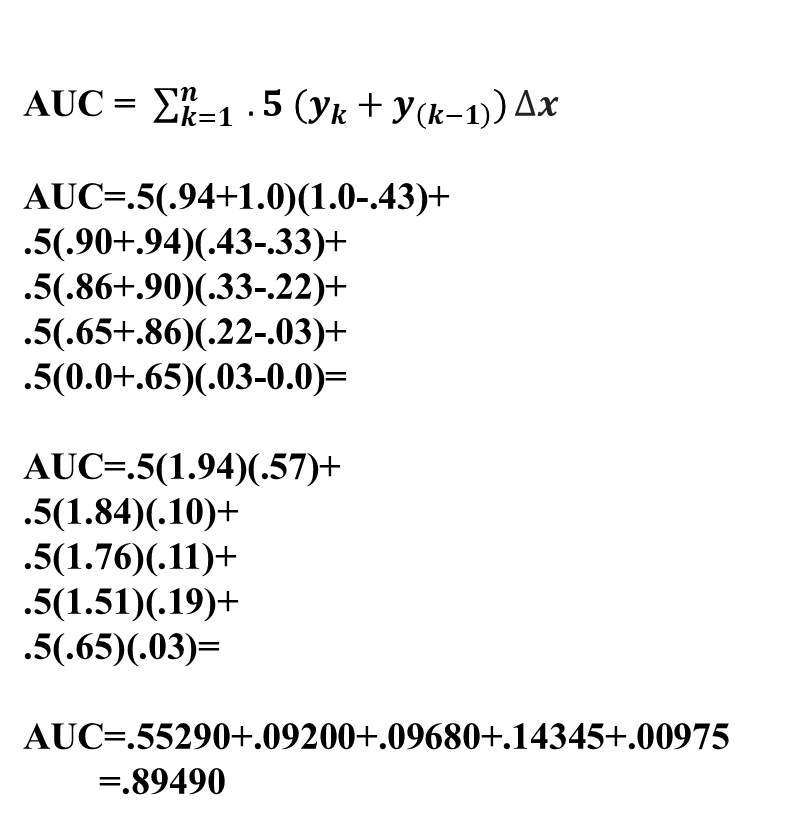 AUC = ∑ₖ₌₁ⁿ .5 (yₖ + y₍ₖ₋₁₎) Δx
AUC=.5(.94+1.0)(1.0-.43)+
.5(.90+.94)(.43-.33)+
.5(.86+.90)(.33-.22)+
.5(.65+.86)(.22-.03)+
.5(0.0+.65)(.03-0.0)=
AUC=.5(1.94)(.57)+
.5(1.84)(.10)+
.5(1.76)(.11)+
.5(1.51)(.19)+
.5(.65)(.03)=
AUC=.55290+.09200+.09680+.14345+.00975
=.89490